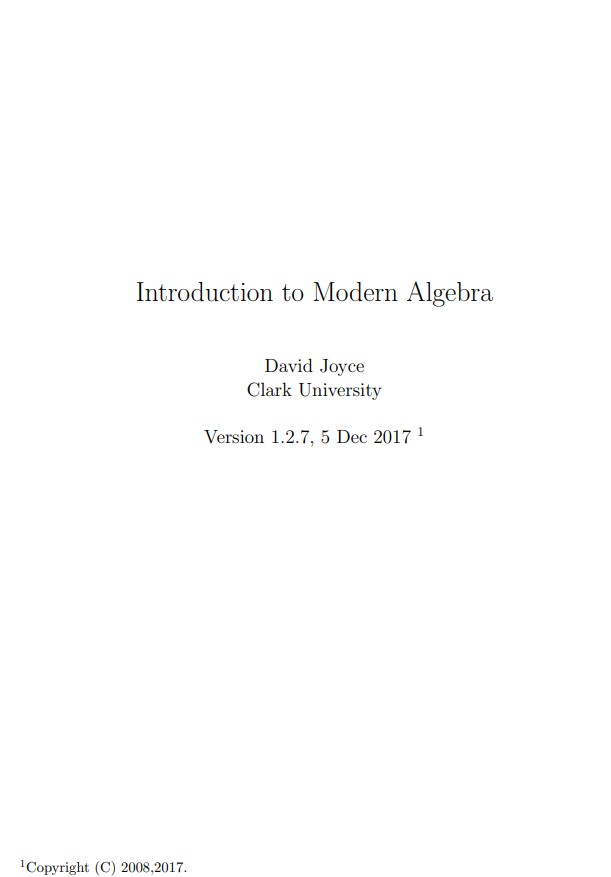 Introduction to Modern Algebra
David Joyce
Clark University
Version 1.2.7, 5 Dec 2017 ¹
¹Copyright (C) 2008,2017.